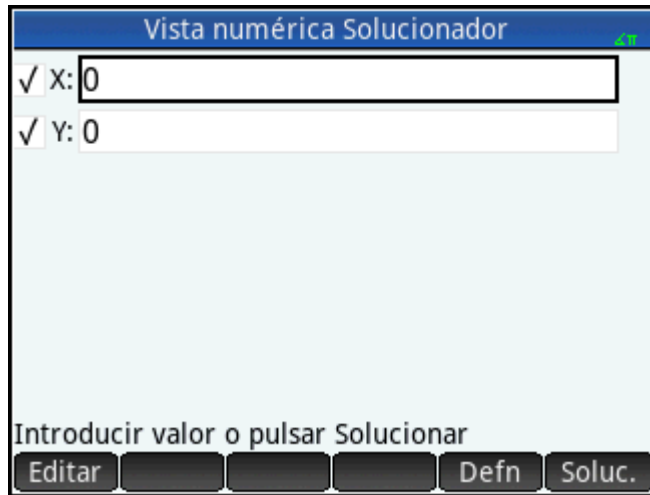 Vista numérica Solucionador ∡π
√ X: 0
√ Y: 0
Introducir valor o pulsar Solucionar
Editar Defn Soluc.